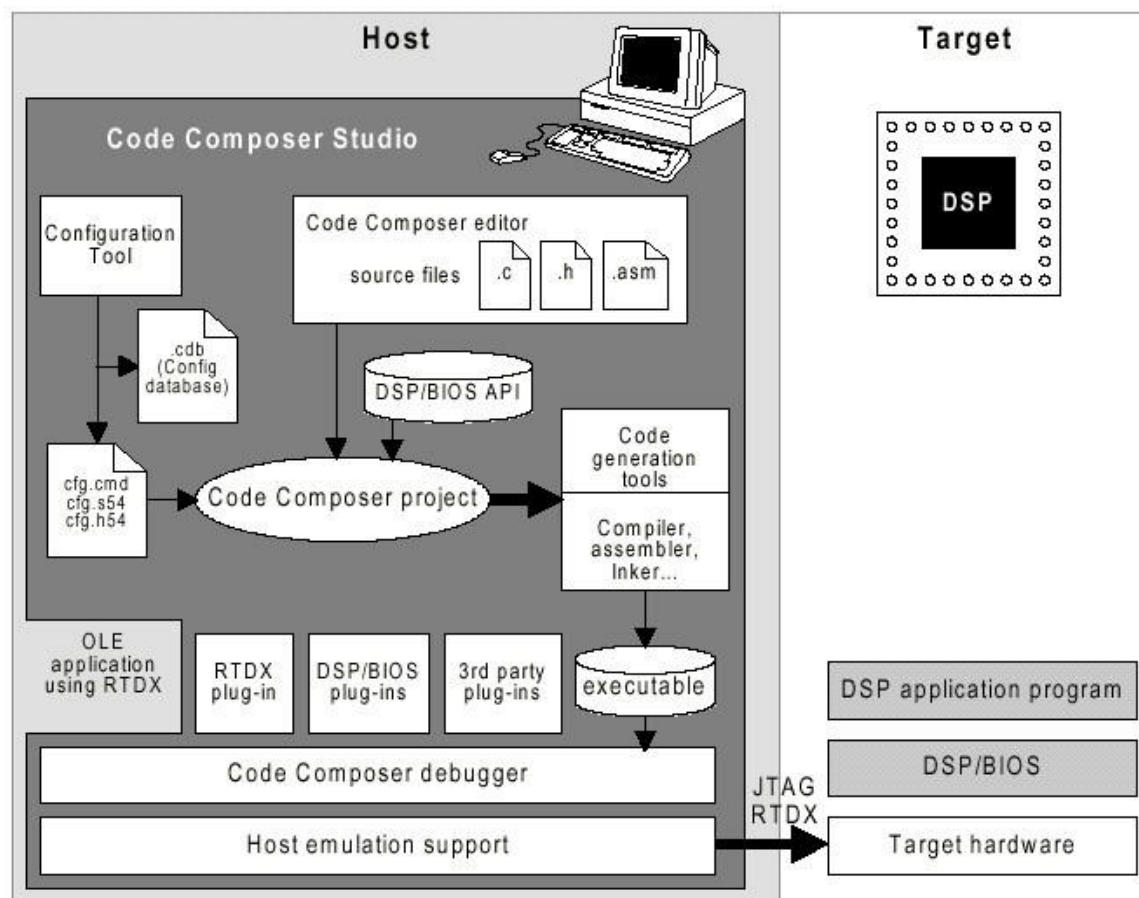 Host
Target
Code Composer Studio
Configuration
Tool
Code Composer editor
source files
.c
.h
.asm
DSP
.cdb
(Config
database)
DSP/BIOS API
cfg.cmd
cfg.s54
cfg.h54
Code Composer project
Code
generation
tools
Compiler,
assembler,
lnker...
OLE
application
using RTDX
RTDX
plug-in
DSP/BIOS
plug-ins
3rd party
plug-ins
executable
DSP application program
Code Composer debugger
DSP/BIOS
JTAG
RTDX
Host emulation support
Target hardware